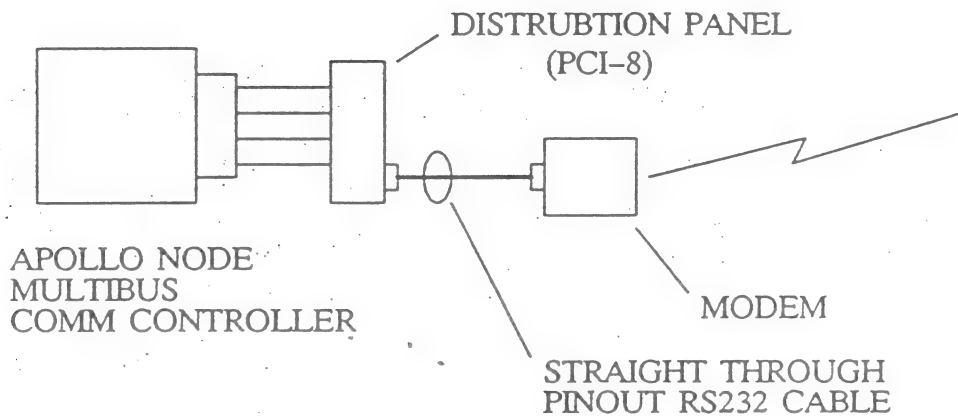 DISTRUBTION PANEL
(PCI-8)
APOLLO NODE
MULTIBUS
COMM CONTROLLER
MODEM
STRAIGHT THROUGH
PINOUT RS232 CABLE